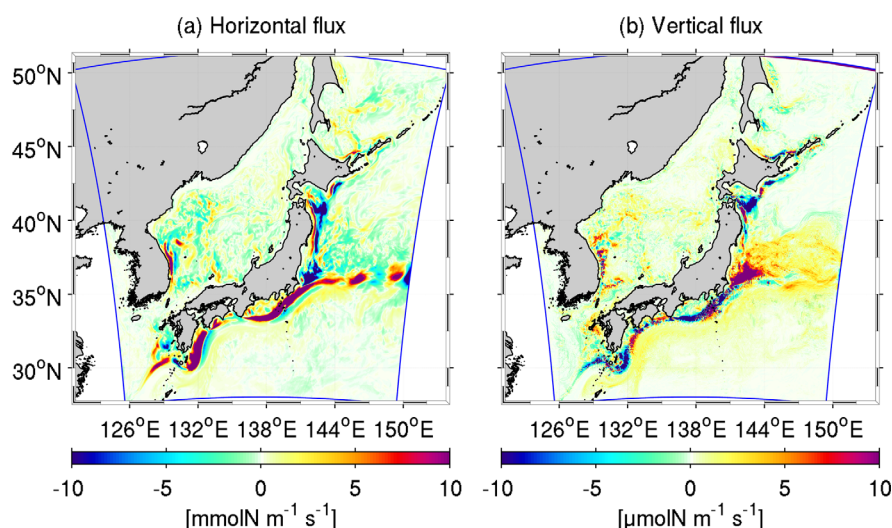 (a) Horizontal flux
(b) Vertical flux
50°N
45°N
40°N
35°N
30°N
126°E 132°E 138°E 144°E 150°E
126°E 132°E 138°E 144°E 150°E
-10 -5 0 5 10
-10 -5 0 5 10
[mmolN m⁻¹ s⁻¹]
[µmolN m⁻¹ s⁻¹]